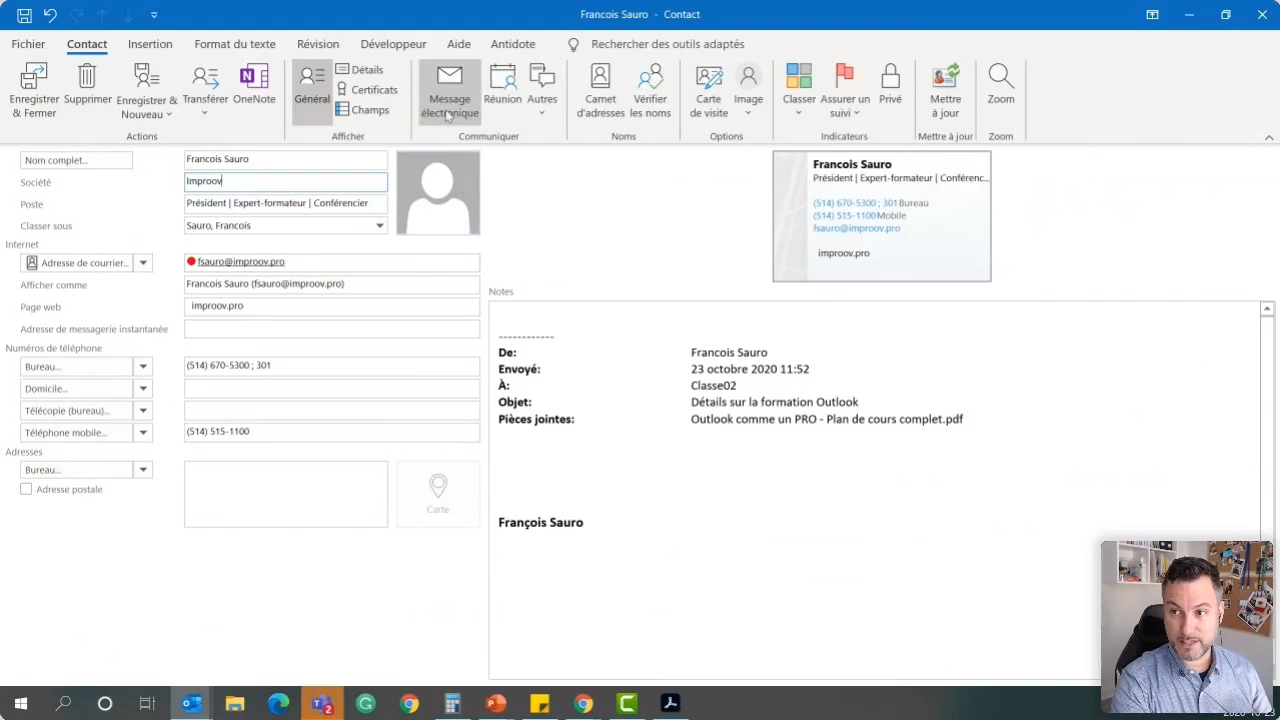 Francois Sauro - Contact
Fichier Contact Insertion Format du texte Révision Développeur Aide Antidote Rechercher des outils adaptés
Enregistrer & Fermer
Supprimer
Enregistrer & Nouveau
Transférer
OneNote
Général
Détails
Certificats
Champs
Message électronique
Réunion
Autres
Carnet d'adresses
Vérifier les noms
Carte de visite
Image
Classer
Assurer un suivi
Privé
Mettre à jour
Zoom
Actions Afficher Communiquer Noms Options Indicateurs Mettre à jour Zoom
Nom complet... Francois Sauro
Société Improov
Poste Président | Expert-formateur | Conférencier
Classer sous Sauro, Francois
Internet
Adresse de courrier... fsauro@improov.pro
Afficher comme Francois Sauro (fsauro@improov.pro)
Page web improov.pro
Adresse de messagerie instantanée
Numéros de téléphone
Bureau... (514) 670-5300 ; 301
Domicile...
Télécopie (bureau)...
Téléphone mobile... (514) 515-1100
Adresses
Bureau...
Adresse postale
Carte
Francois Sauro
Président | Expert-formateur | Conférenc...
(514) 670-5300 ; 301 Bureau
(514) 515-1100 Mobile
fsauro@improov.pro
improov.pro
Notes
------------
De: Francois Sauro
Envoyé: 23 octobre 2020 11:52
À: Classe02
Objet: Détails sur la formation Outlook
Pièces jointes: Outlook comme un PRO - Plan de cours complet.pdf
François Sauro
2
2020-10-23